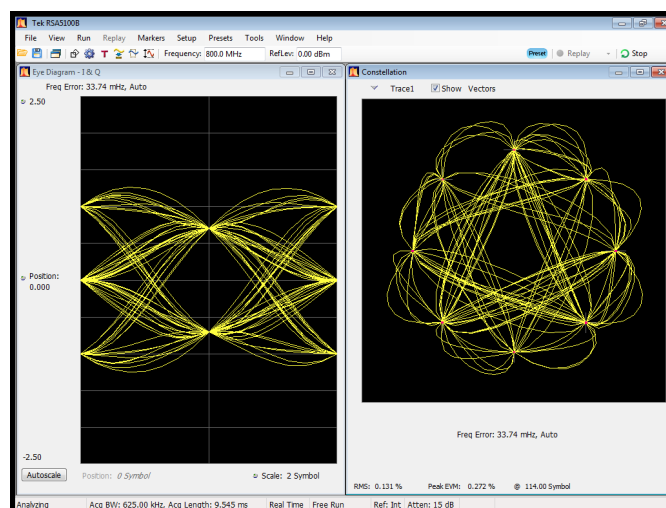 Tek RSA5100B
File View Run Replay Markers Setup Presets Tools Window Help
T Frequency: 800.0 MHz RefLev: 0.00 dBm Preset Replay Stop
Eye Diagram - I & Q
Freq Error: 33.74 mHz, Auto
2.50
Position:
0.000
-2.50
Autoscale Position: 0 Symbol Scale: 2 Symbol
Constellation
Trace1 Show Vectors
Freq Error: 33.74 mHz, Auto
RMS: 0.131 % Peak EVM: 0.272 % @ 114.00 Symbol
Analyzing Acq BW: 625.00 kHz, Acq Length: 9.545 ms Real Time Free Run Ref: Int Atten: 15 dB